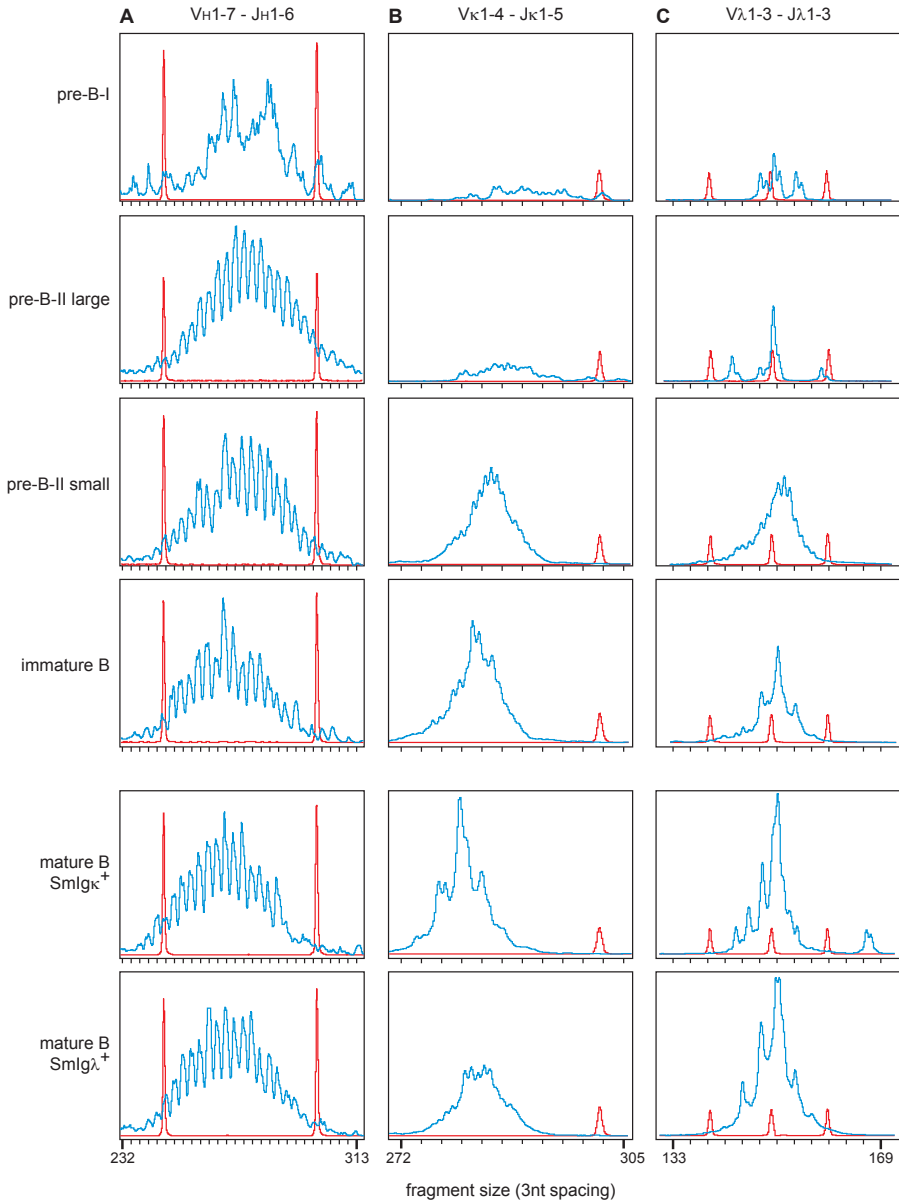 A VH1-7 - JH1-6
B Vκ1-4 - Jκ1-5
C Vλ1-3 - Jλ1-3
pre-B-I
pre-B-II large
pre-B-II small
immature B
mature B
SmIgκ+
mature B
SmIgλ+
232 313
272 305
133 169
fragment size (3nt spacing)